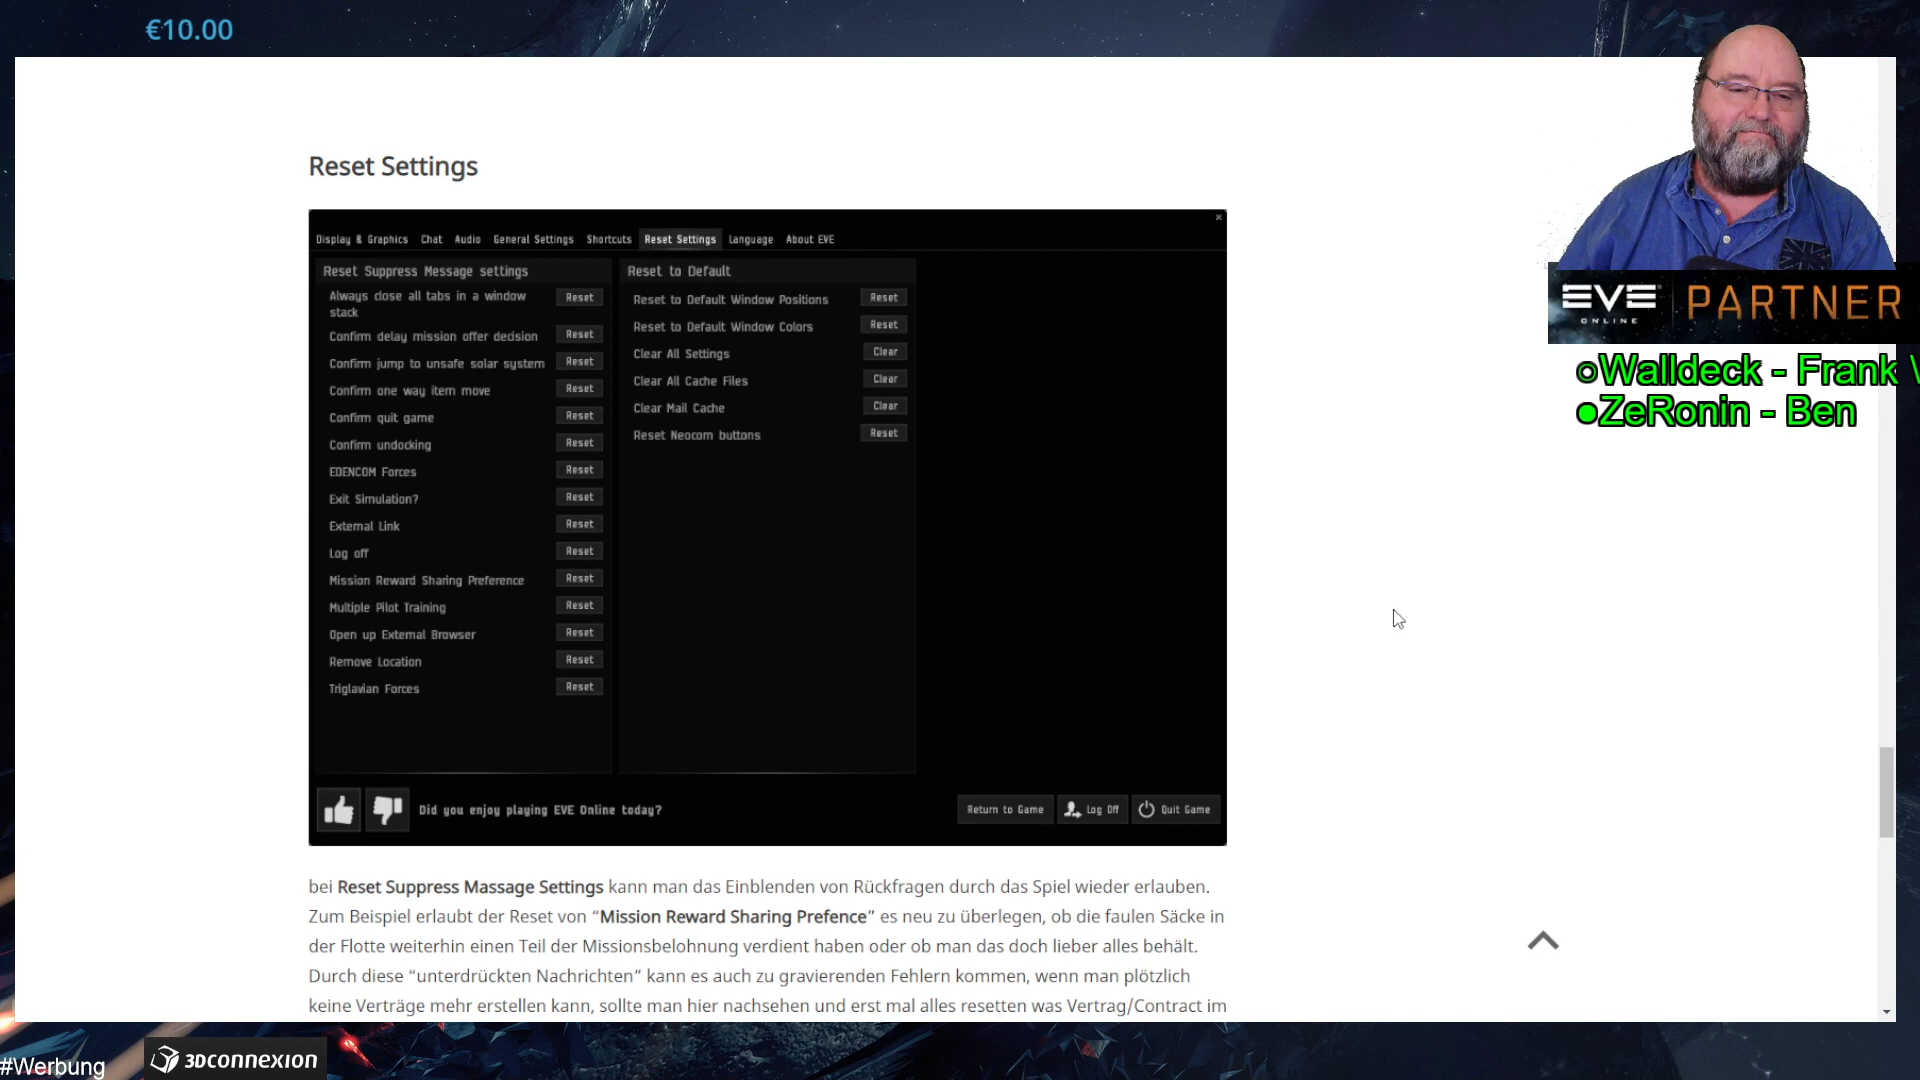 €10.00
Reset Settings
Display & Graphics Chat Audio General Settings Shortcuts Reset Settings Language About EVE
Reset Suppress Message settings
Always close all tabs in a window stack Reset
Confirm delay mission offer decision Reset
Confirm jump to unsafe solar system Reset
Confirm one way item move Reset
Confirm quit game Reset
Confirm undocking Reset
EDENCOM Forces Reset
Exit Simulation? Reset
External Link Reset
Log off Reset
Mission Reward Sharing Preference Reset
Multiple Pilot Training Reset
Open up External Browser Reset
Remove Location Reset
Triglavian Forces Reset
Reset to Default
Reset to Default Window Positions Reset
Reset to Default Window Colors Reset
Clear All Settings Clear
Clear All Cache Files Clear
Clear Mail Cache Clear
Reset Neocom buttons Reset
Did you enjoy playing EVE Online today?
Return to Game Log Off Quit Game
bei Reset Suppress Massage Settings kann man das Einblenden von Rückfragen durch das Spiel wieder erlauben.
Zum Beispiel erlaubt der Reset von “Mission Reward Sharing Prefence” es neu zu überlegen, ob die faulen Säcke in
der Flotte weiterhin einen Teil der Missionsbelohnung verdient haben oder ob man das doch lieber alles behält.
Durch diese “unterdrückten Nachrichten” kann es auch zu gravierenden Fehlern kommen, wenn man plötzlich
keine Verträge mehr erstellen kann, sollte man hier nachsehen und erst mal alles resetten was Vertrag/Contract im
EVE ONLINE PARTNER
Walldeck - Frank
ZeRonin - Ben
#Werbung
3DCONNEXION